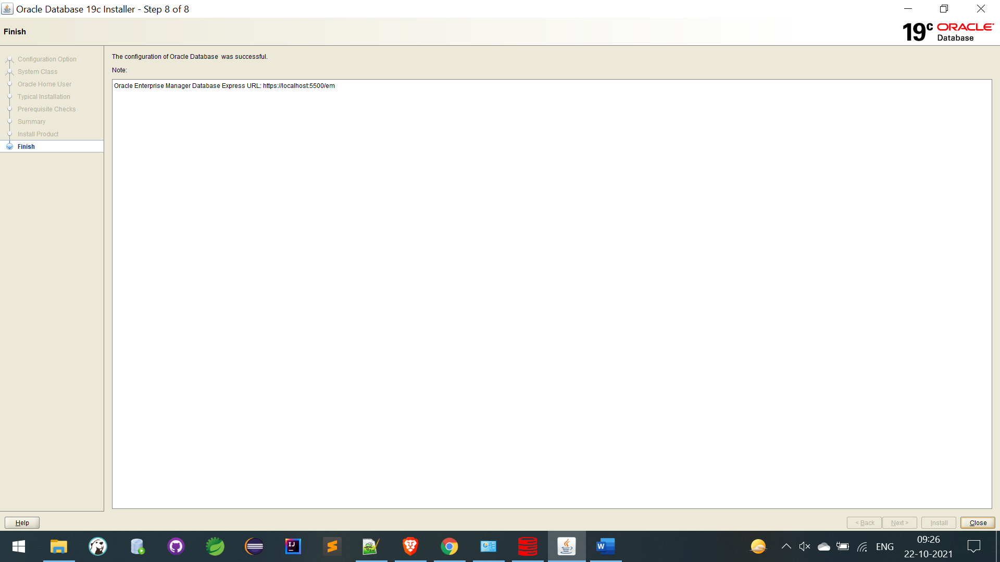 Oracle Database 19c Installer - Step 8 of 8
Finish
19c ORACLE
Database
Configuration Option
System Class
Oracle Home User
Typical Installation
Prerequisite Checks
Summary
Install Product
Finish
The configuration of Oracle Database  was successful.
Note:
Oracle Enterprise Manager Database Express URL: https://localhost:5500/em
Help
< Back
Next >
Install
Close
IJ
W
ENG
09:26
22-10-2021